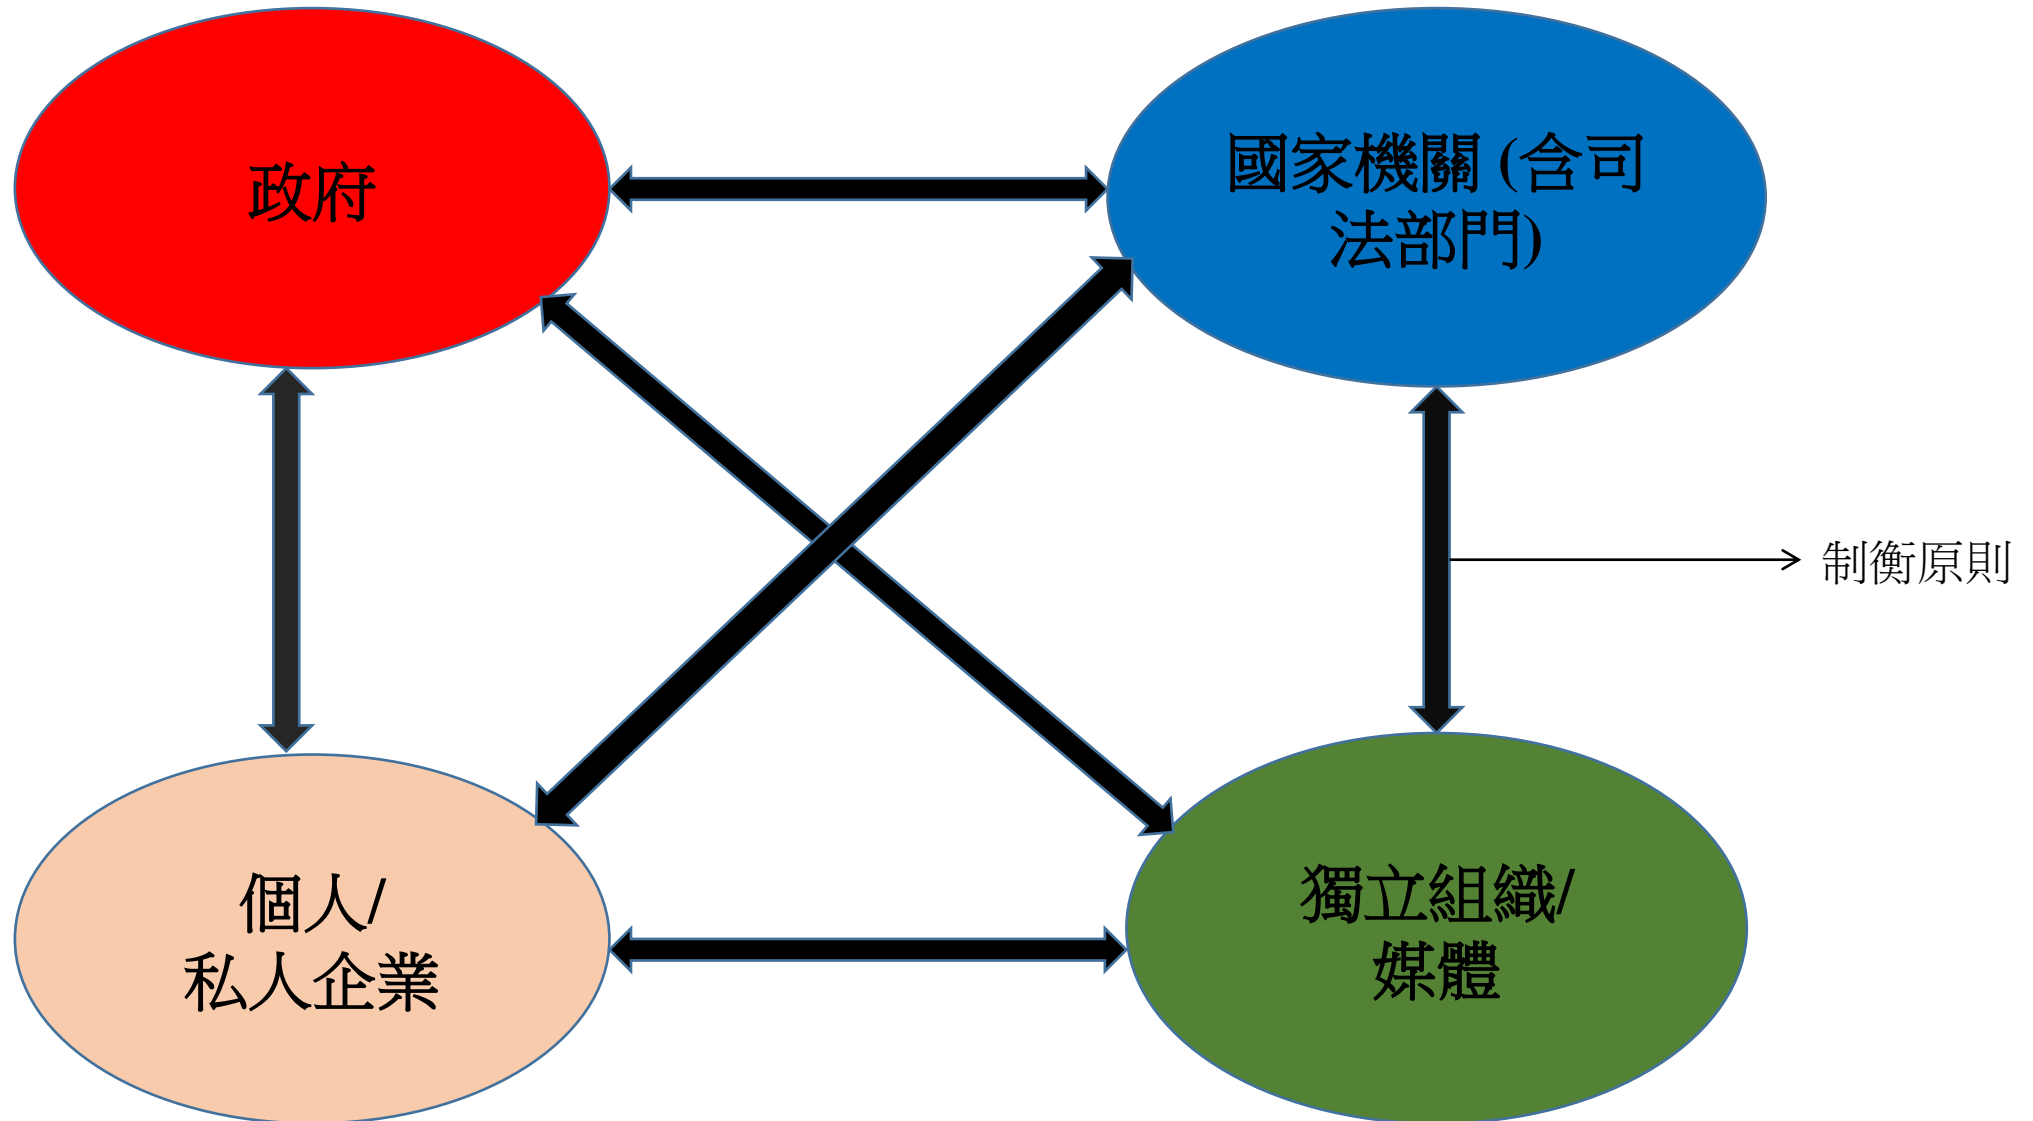 政府
國家機關 (含司
法部門)
制衡原則
個人/
私人企業
獨立組織/
媒體